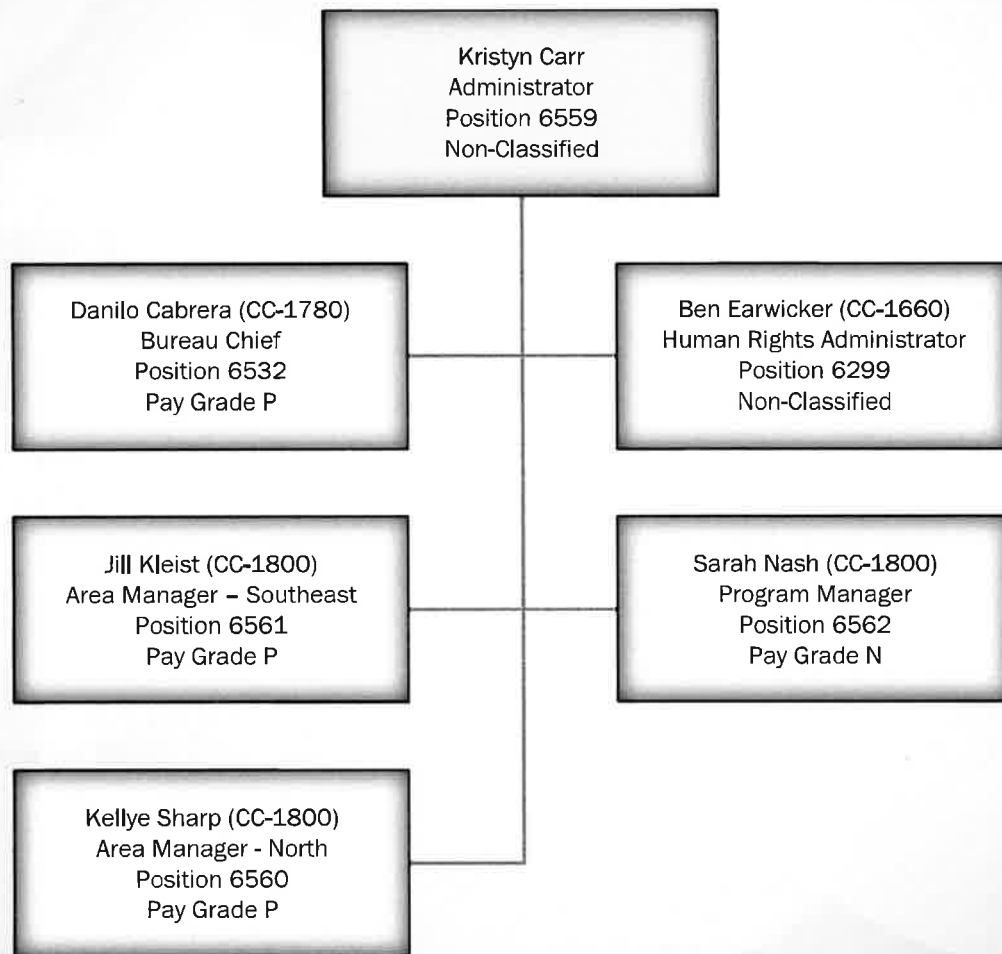 Kristyn Carr
Administrator
Position 6559
Non-Classified
Danilo Cabrera (CC-1780)
Bureau Chief
Position 6532
Pay Grade P
Ben Earwicker (CC-1660)
Human Rights Administrator
Position 6299
Non-Classified
Jill Kleist (CC-1800)
Area Manager – Southeast
Position 6561
Pay Grade P
Sarah Nash (CC-1800)
Program Manager
Position 6562
Pay Grade N
Kellye Sharp (CC-1800)
Area Manager - North
Position 6560
Pay Grade P